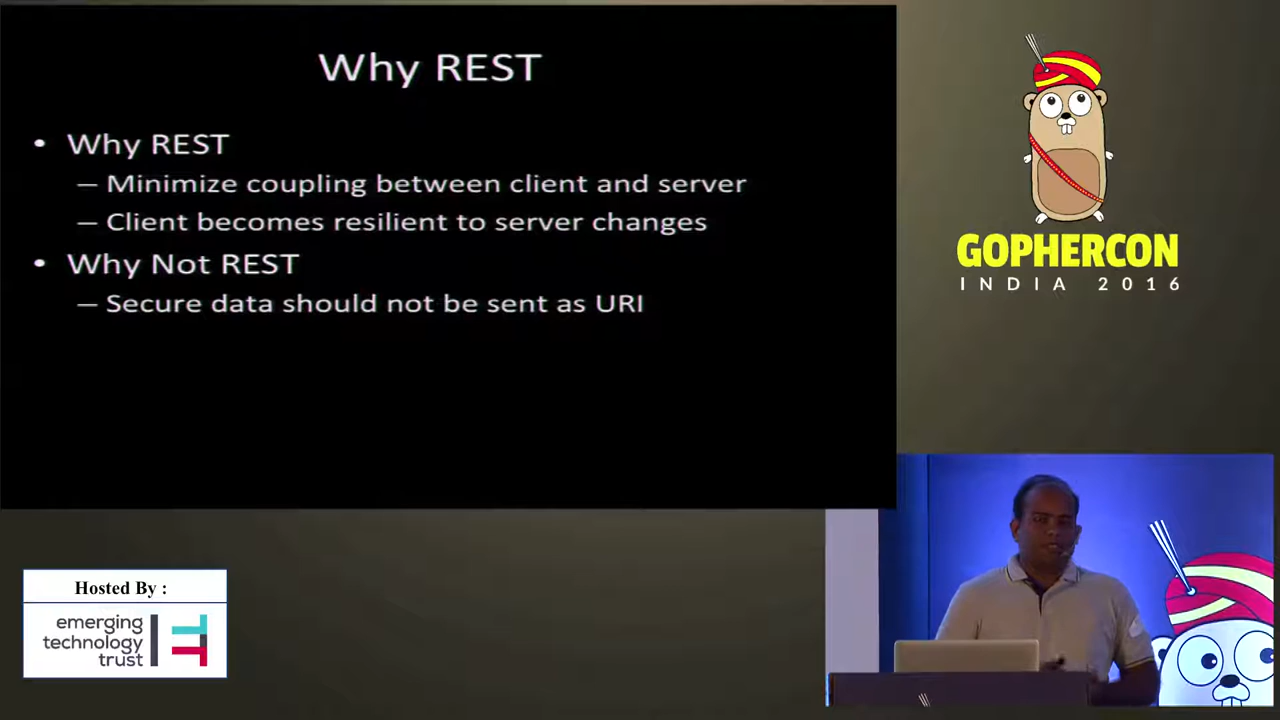 Why REST
• Why REST
– Minimize coupling between client and server
– Client becomes resilient to server changes
• Why Not REST
– Secure data should not be sent as URI
GOPHERCON
INDIA 2016
Hosted By :
emerging
technology
trust